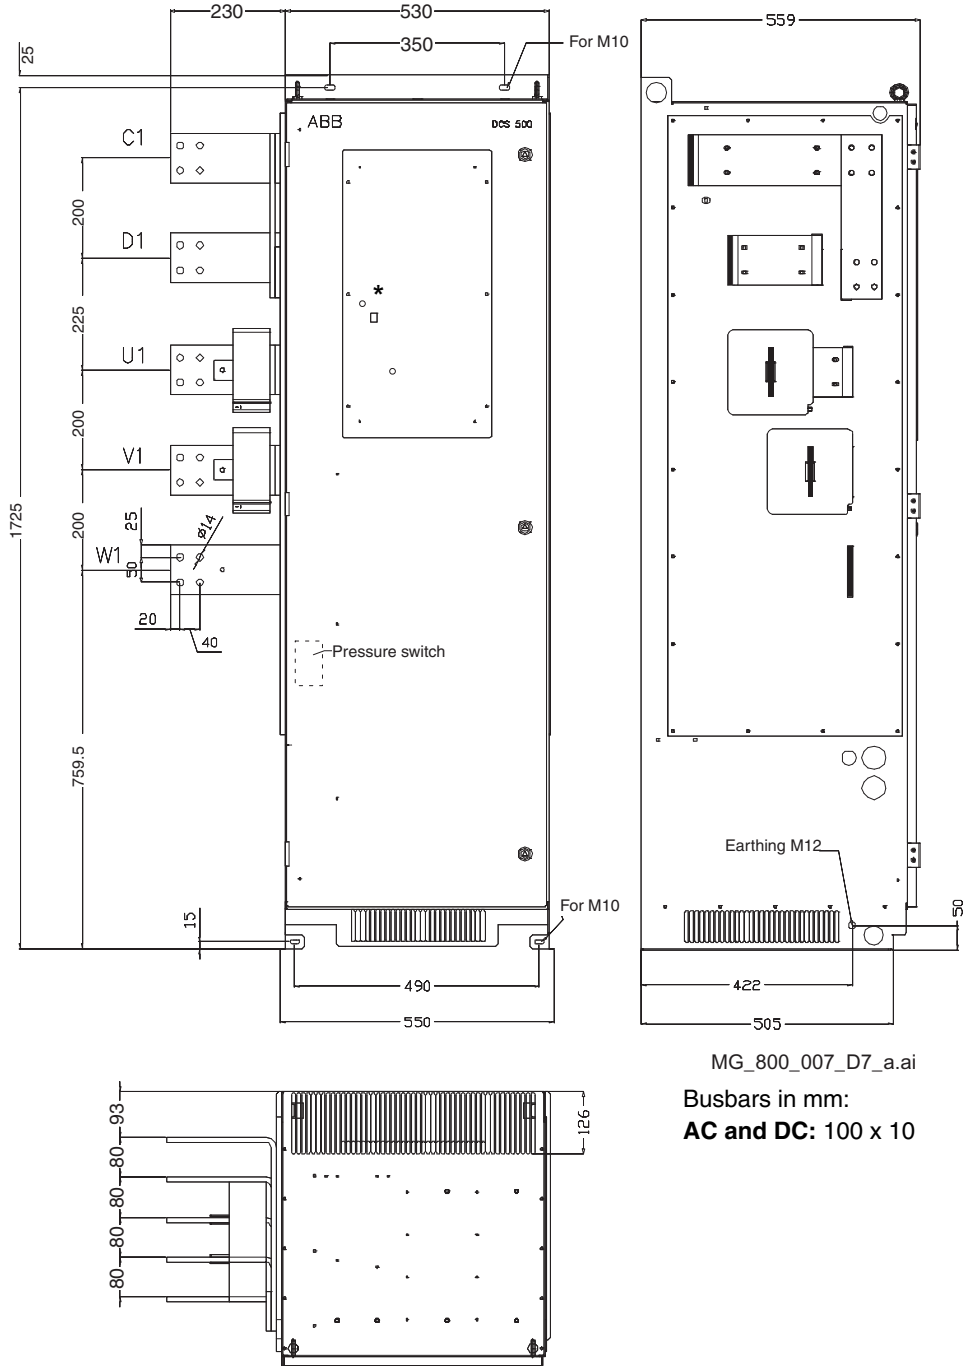 230
530
559
350
For M10
25
ABB
DCS 500
C1
200
D1
*
225
U1
200
V1
1725
200
25
ø14
W1
50
20
40
Pressure switch
759.5
Earthing M12
For M10
15
50
490
422
550
505
MG_800_007_D7_a.ai
Busbars in mm:
AC and DC: 100 x 10
93
126
80
80
80
80